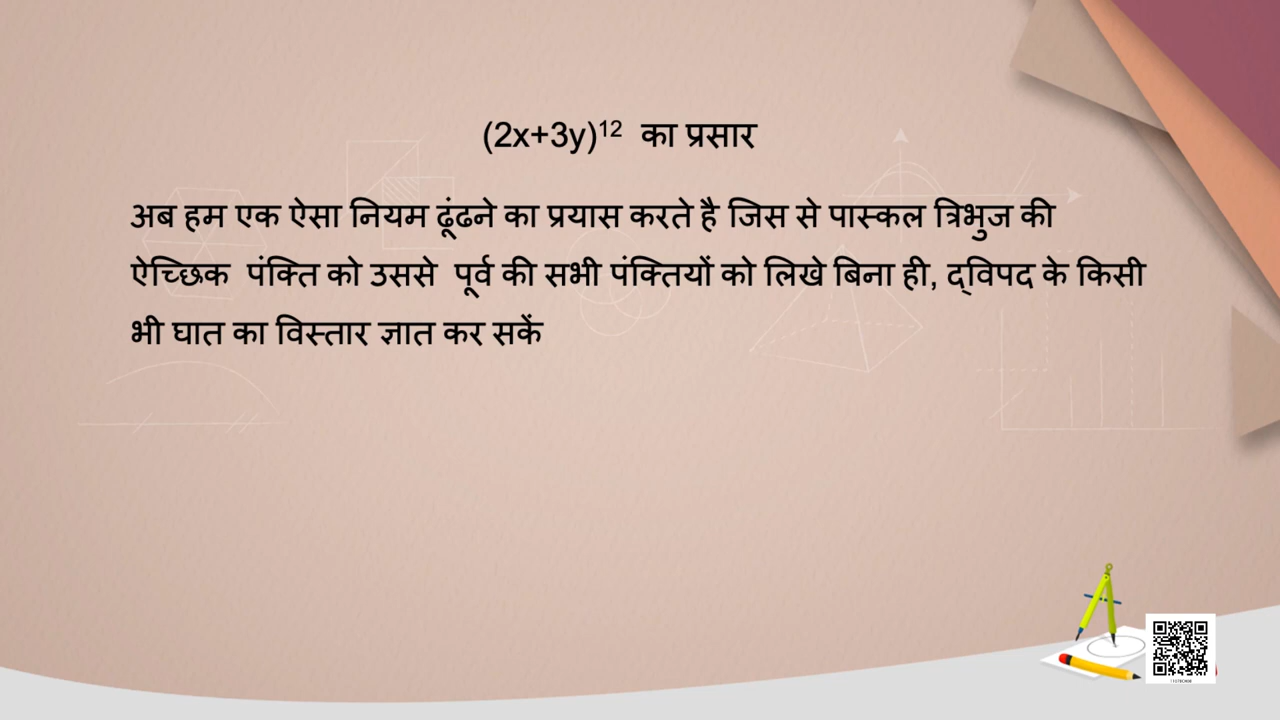 (2x+3y)¹² का प्रसार
अब हम एक ऐसा नियम ढूंढने का प्रयास करते है जिस से पास्कल त्रिभुज की
ऐच्छिक पंक्ति को उससे पूर्व की सभी पंक्तियों को लिखे बिना ही, द्विपद के किसी
भी घात का विस्तार ज्ञात कर सकें